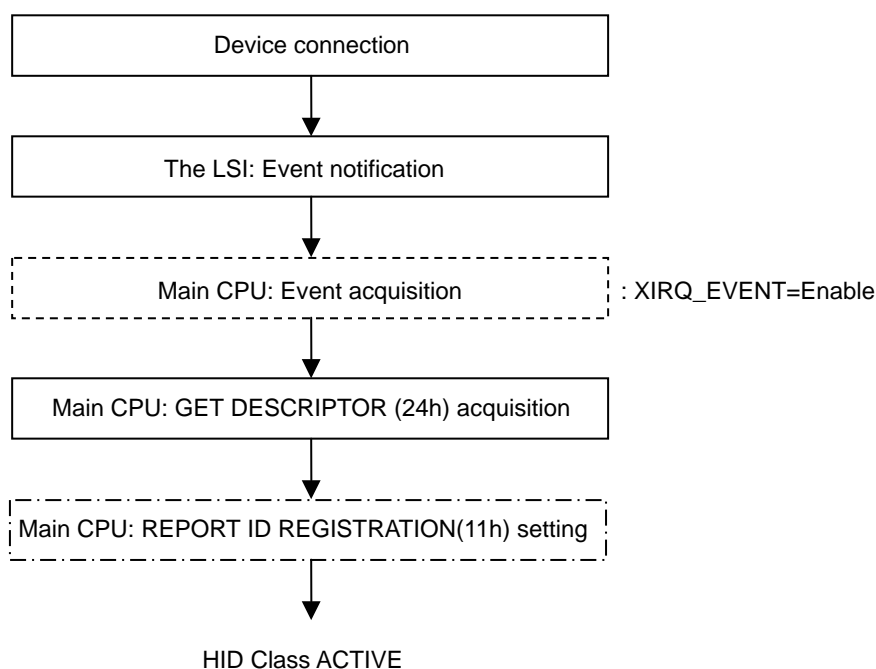 Device connection
The LSI: Event notification
Main CPU: Event acquisition : XIRQ_EVENT=Enable
Main CPU: GET DESCRIPTOR (24h) acquisition
Main CPU: REPORT ID REGISTRATION(11h) setting
HID Class ACTIVE